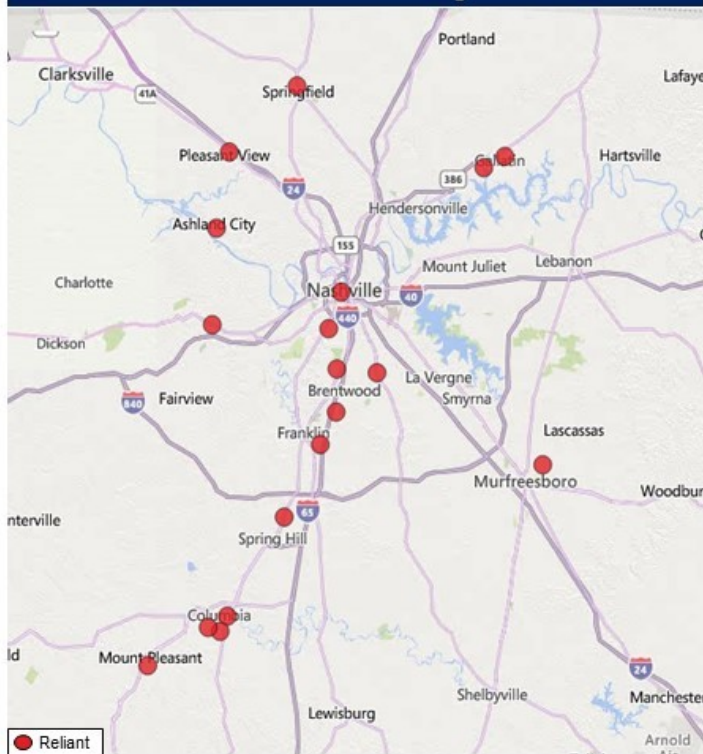 Portland
Clarksville
Lafaye
41A
Springfield
Pleasant View
Gallatin
Hartsville
386
24
Hendersonville
Ashland City
155
Mount Juliet
Lebanon
Charlotte
Nashville
40
440
Dickson
La Vergne
Brentwood
Smyrna
840
Fairview
Franklin
Lascassas
Murfreesboro
Woodbur
65
nterville
Spring Hill
Columbia
ld
Mount Pleasant
24
Shelbyville
Manchester
Lewisburg
Arnold
Reliant